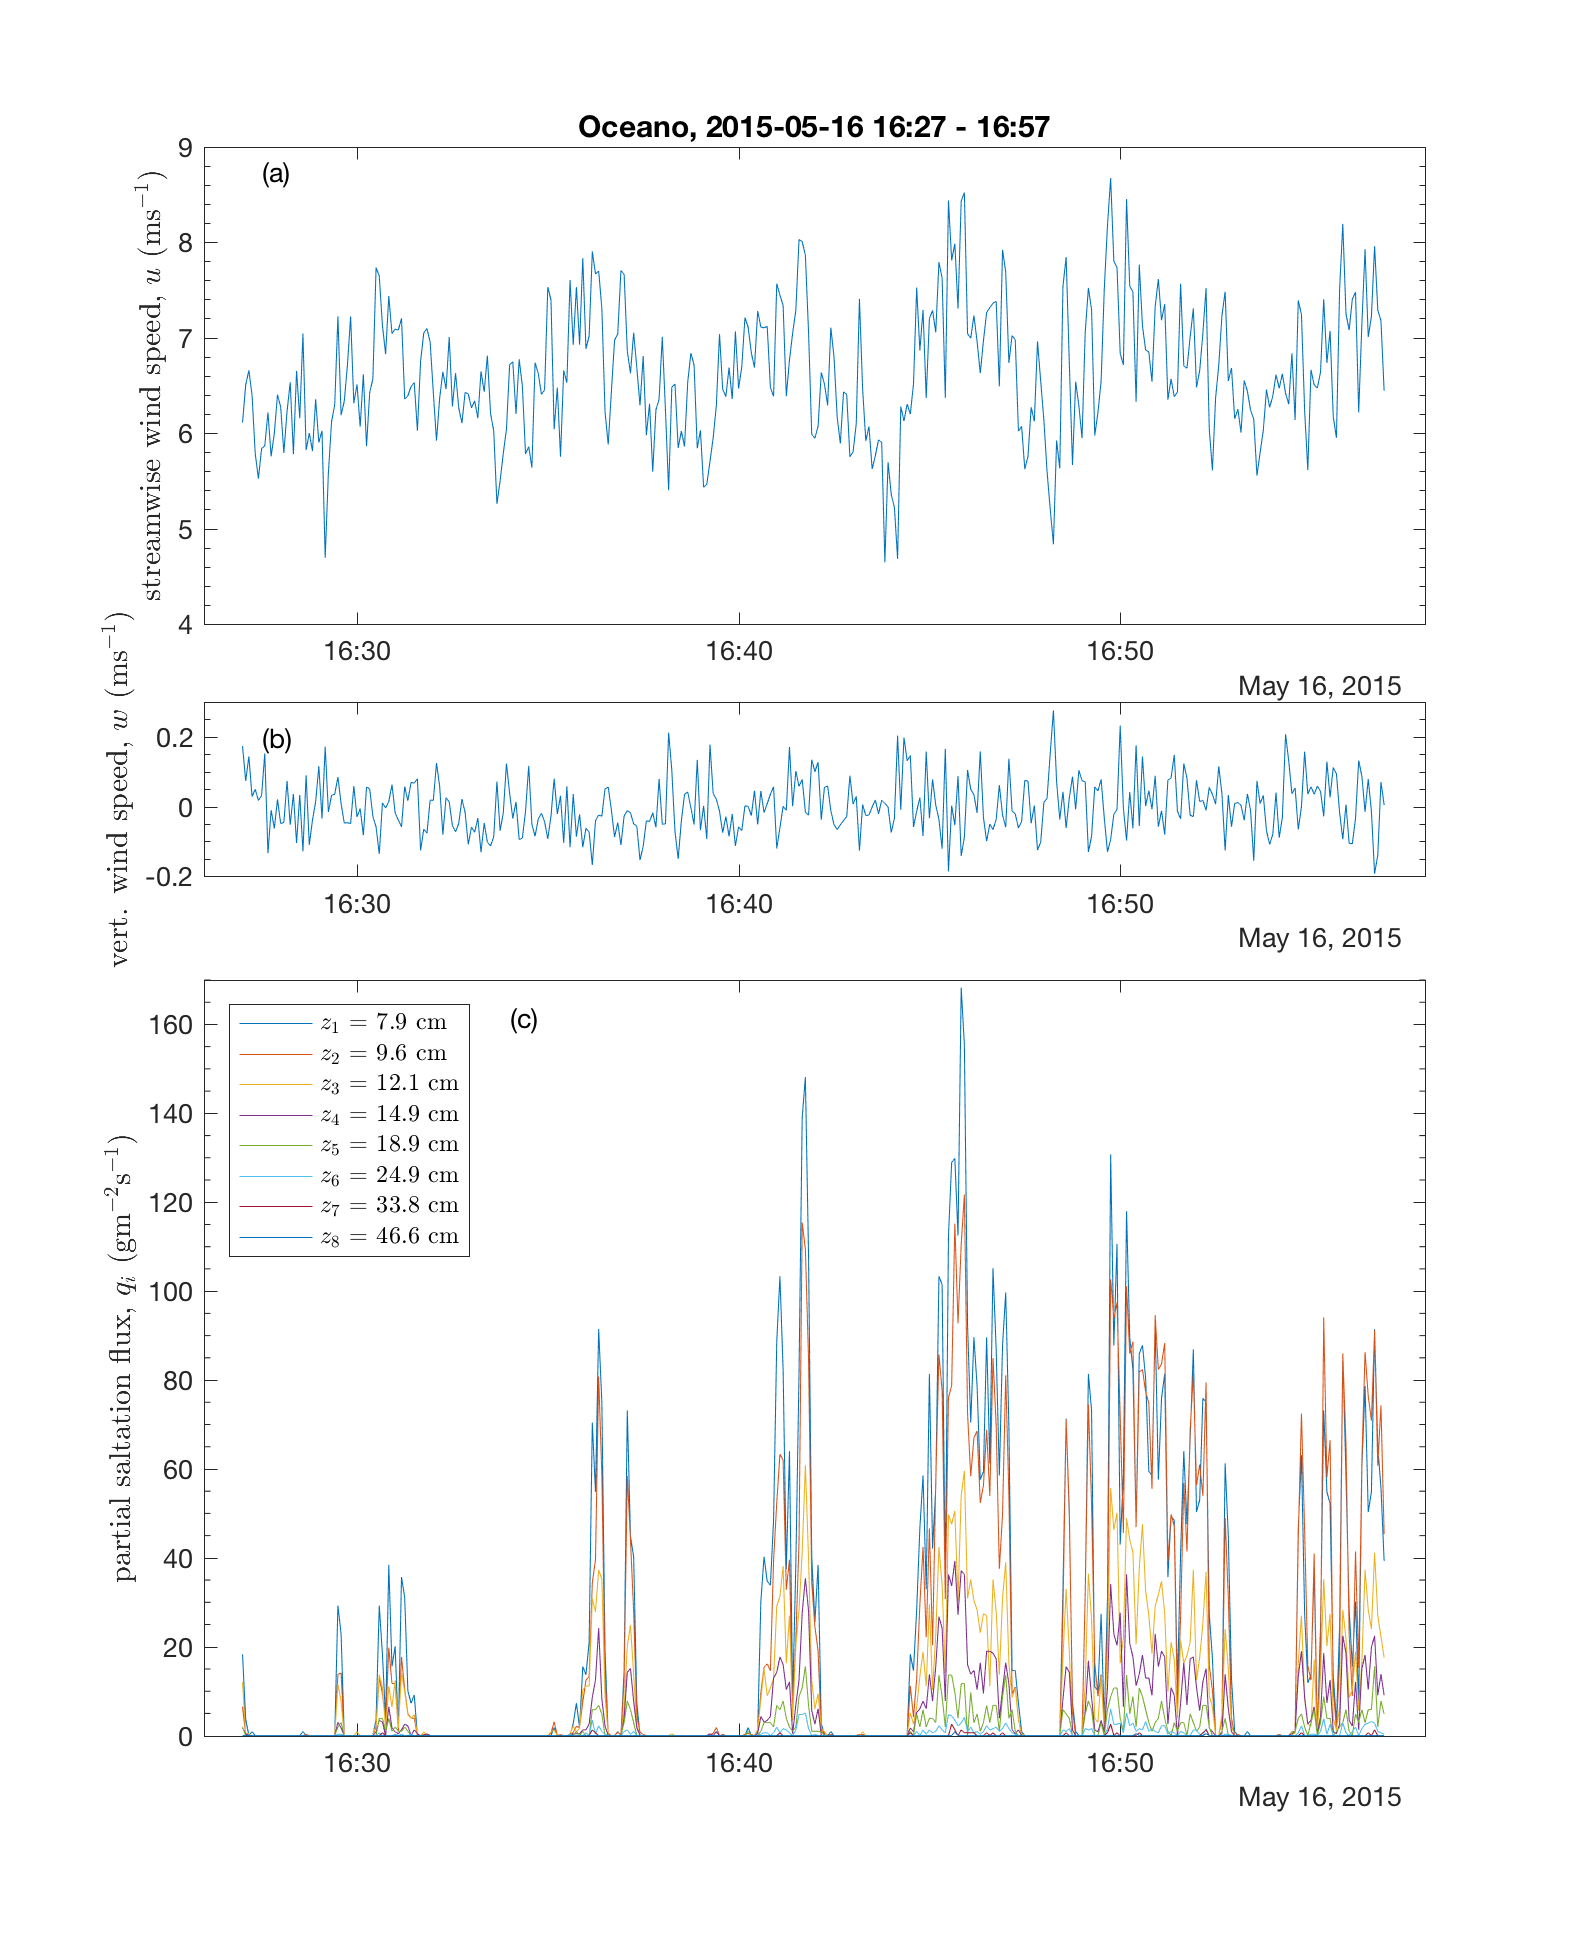 Oceano, 2015-05-16 16:27 - 16:57
(a)
streamwise wind speed, u (ms⁻¹)
9
8
7
6
5
4
16:30 16:40 16:50
May 16, 2015
(b)
vert. wind speed, w (ms⁻¹)
0.2
0
-0.2
16:30 16:40 16:50
May 16, 2015
(c)
partial saltation flux, qᵢ (gm⁻²s⁻¹)
160
140
120
100
80
60
40
20
0
z₁ = 7.9 cm
z₂ = 9.6 cm
z₃ = 12.1 cm
z₄ = 14.9 cm
z₅ = 18.9 cm
z₆ = 24.9 cm
z₇ = 33.8 cm
z₈ = 46.6 cm
16:30 16:40 16:50
May 16, 2015